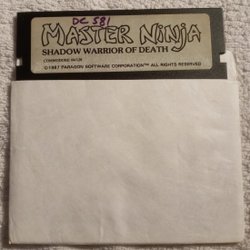 DC 581
MASTER NINJA
SHADOW WARRIOR OF DEATH
COMMODORE 64/128
©1987 PARAGON SOFTWARE CORPORATION™ ALL RIGHTS RESERVED